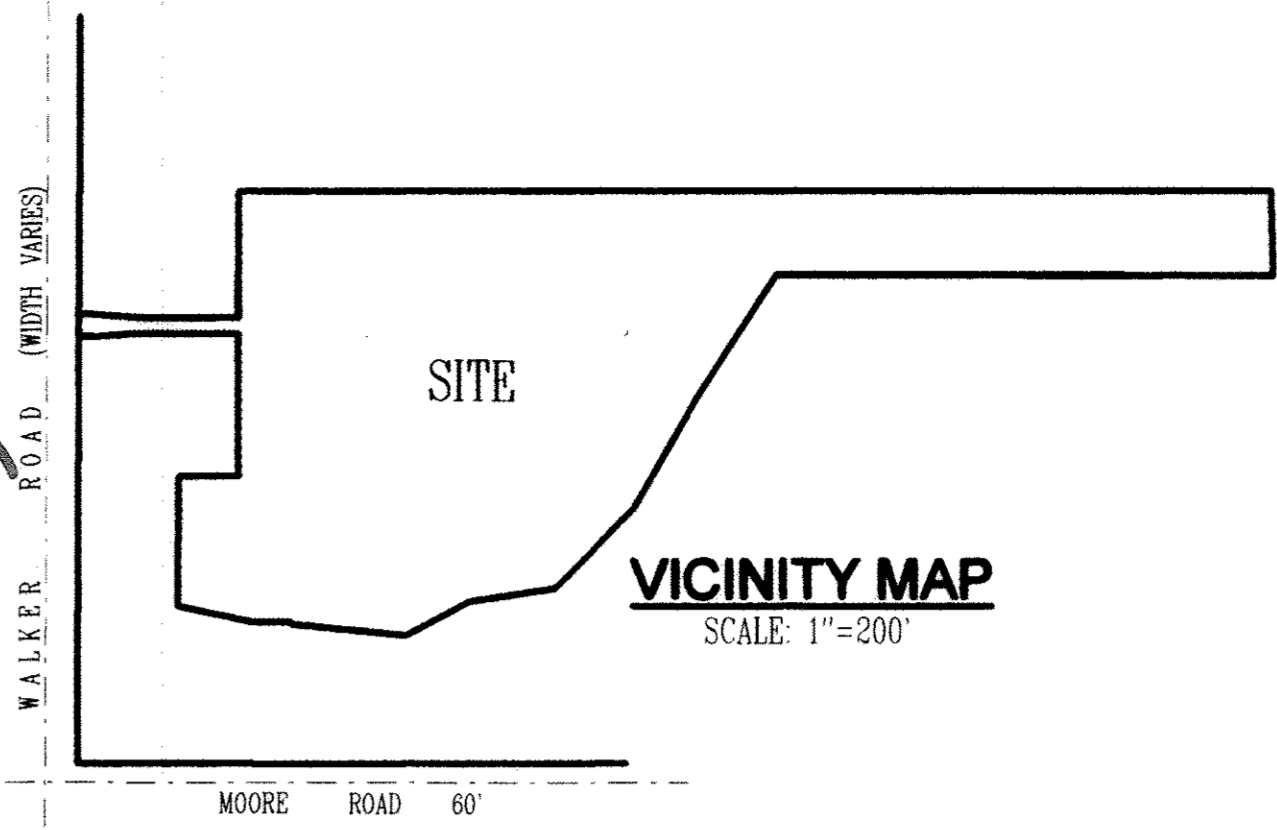 WALKER ROAD (WIDTH VARIES)
SITE
VICINITY MAP
SCALE: 1"=200'
MOORE ROAD 60'